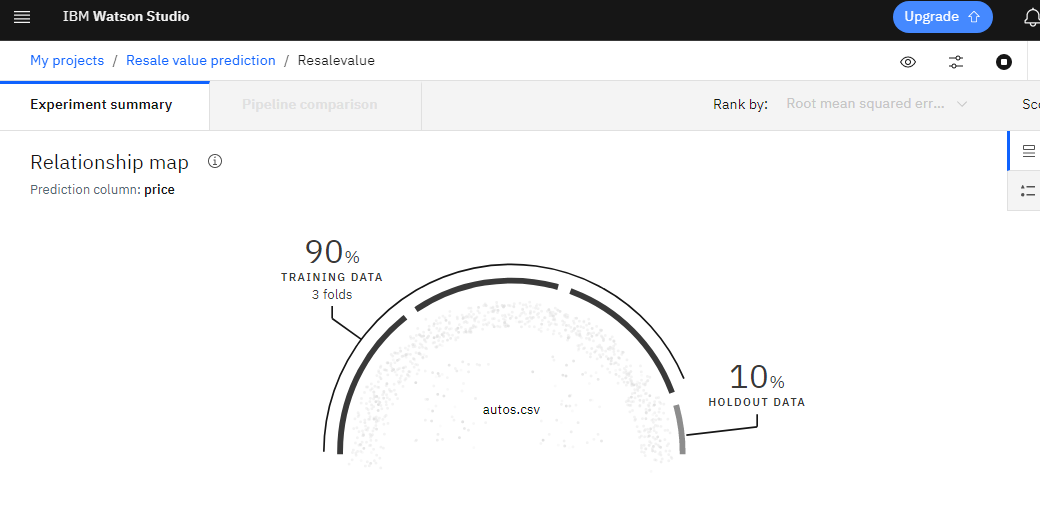 IBM Watson Studio
Upgrade
My projects / Resale value prediction / Resalevalue
Experiment summary
Pipeline comparison
Rank by: Root mean squared err...
Sco
Relationship map
Prediction column: price
90%
TRAINING DATA
3 folds
10%
HOLDOUT DATA
autos.csv